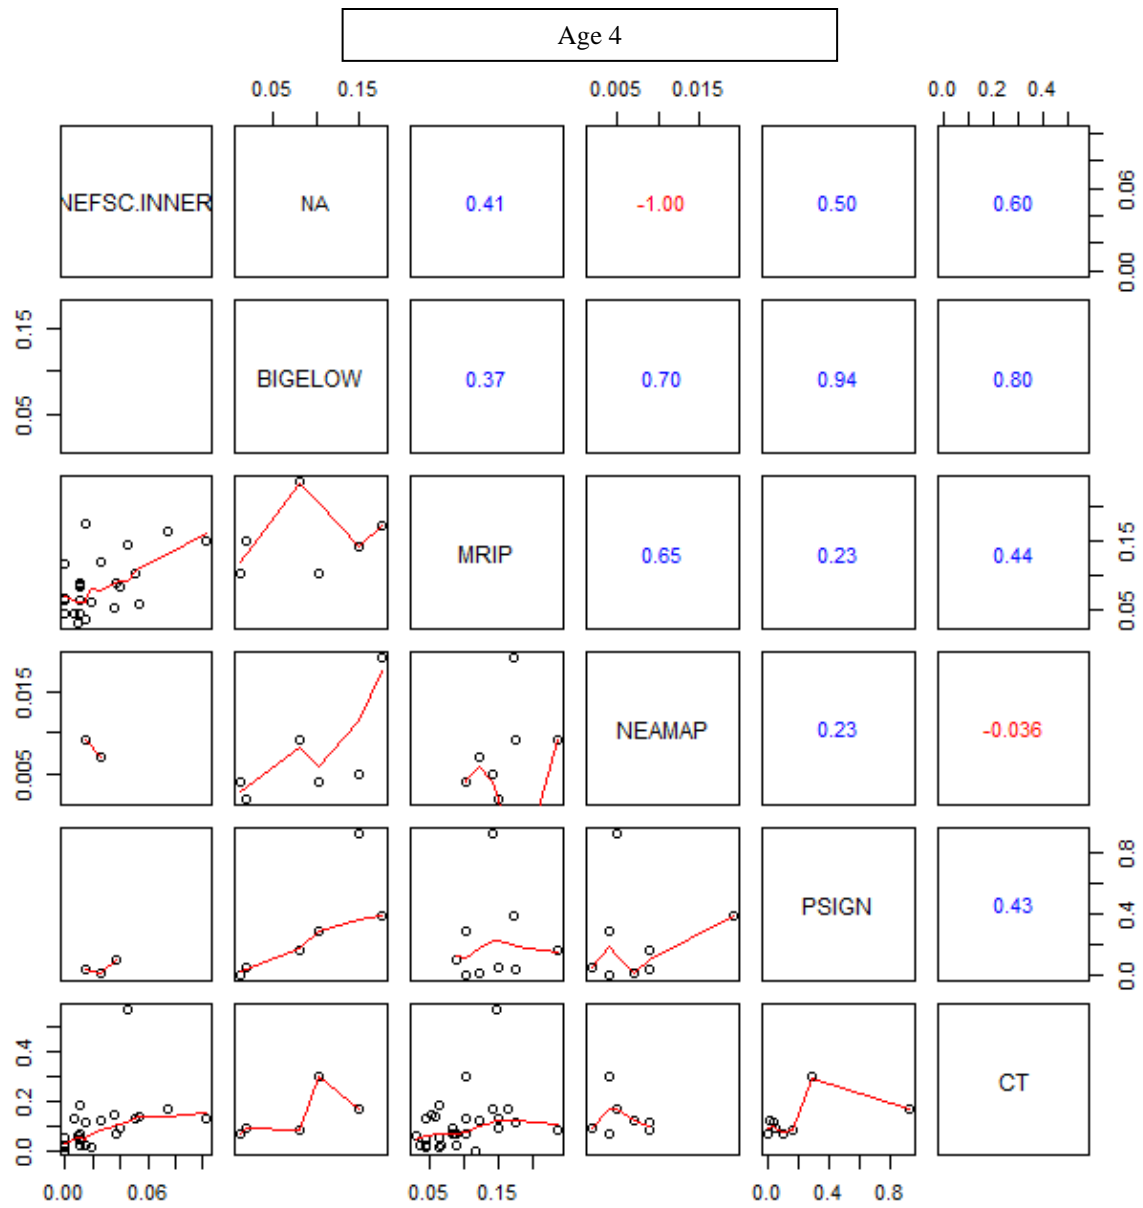 Age 4
0.05 0.15 0.005 0.015 0.0 0.2 0.4
NEFSC.INNER NA 0.41 -1.00 0.50 0.60
0.00 0.06
0.05 0.15
BIGELOW 0.37 0.70 0.94 0.80
MRIP 0.65 0.23 0.44
0.05 0.15
0.005 0.015
NEAMAP 0.23 -0.036
PSIGN 0.43
0.0 0.4 0.8
0.0 0.2 0.4
CT
0.00 0.06 0.05 0.15 0.0 0.4 0.8